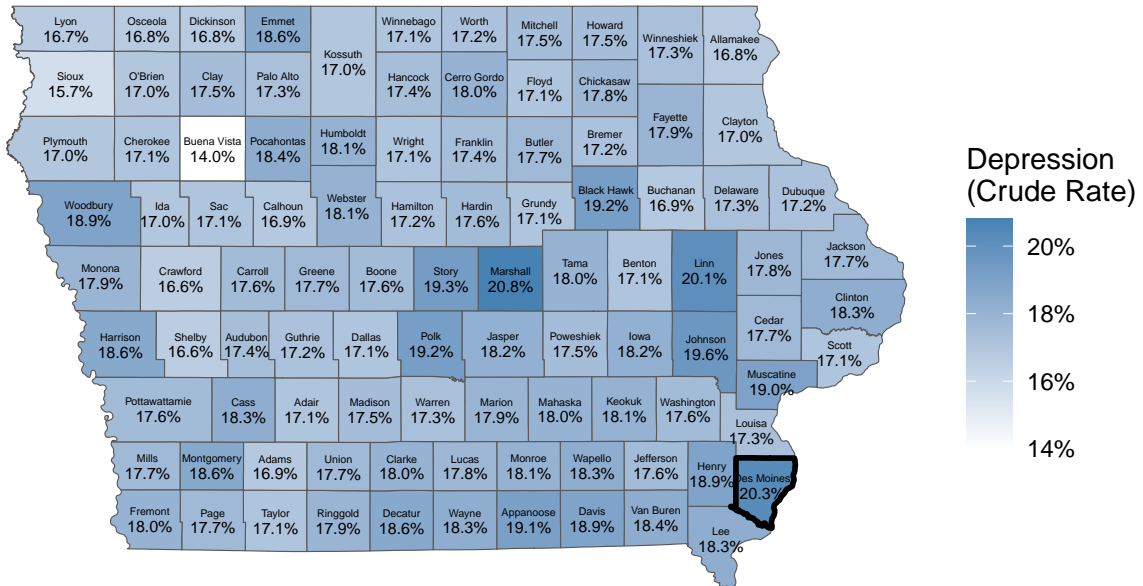 Lyon
16.7%
Osceola
16.8%
Dickinson
16.8%
Emmet
18.6%
Kossuth
17.0%
Winnebago
17.1%
Worth
17.2%
Mitchell
17.5%
Howard
17.5%
Winneshiek
17.3%
Allamakee
16.8%
Sioux
15.7%
O'Brien
17.0%
Clay
17.5%
Palo Alto
17.3%
Hancock
17.4%
Cerro Gordo
18.0%
Floyd
17.1%
Chickasaw
17.8%
Fayette
17.9%
Clayton
17.0%
Plymouth
17.0%
Cherokee
17.1%
Buena Vista
14.0%
Pocahontas
18.4%
Humboldt
18.1%
Wright
17.1%
Franklin
17.4%
Butler
17.7%
Bremer
17.2%
Woodbury
18.9%
Ida
17.0%
Sac
17.1%
Calhoun
16.9%
Webster
18.1%
Hamilton
17.2%
Hardin
17.6%
Grundy
17.1%
Black Hawk
19.2%
Buchanan
16.9%
Delaware
17.3%
Dubuque
17.2%
Monona
17.9%
Crawford
16.6%
Carroll
17.6%
Greene
17.7%
Boone
17.6%
Story
19.3%
Marshall
20.8%
Tama
18.0%
Benton
17.1%
Linn
20.1%
Jones
17.8%
Jackson
17.7%
Clinton
18.3%
Harrison
18.6%
Shelby
16.6%
Audubon
17.4%
Guthrie
17.2%
Dallas
17.1%
Polk
19.2%
Jasper
18.2%
Poweshiek
17.5%
Iowa
18.2%
Johnson
19.6%
Cedar
17.7%
Scott
17.1%
Muscatine
19.0%
Pottawattamie
17.6%
Cass
18.3%
Adair
17.1%
Madison
17.5%
Warren
17.3%
Marion
17.9%
Mahaska
18.0%
Keokuk
18.1%
Washington
17.6%
Louisa
17.3%
Mills
17.7%
Montgomery
18.6%
Adams
16.9%
Union
17.7%
Clarke
18.0%
Lucas
17.8%
Monroe
18.1%
Wapello
18.3%
Jefferson
17.6%
Henry
18.9%
Des Moines
20.3%
Fremont
18.0%
Page
17.7%
Taylor
17.1%
Ringgold
17.9%
Decatur
18.6%
Wayne
18.3%
Appanoose
19.1%
Davis
18.9%
Van Buren
18.4%
Lee
18.3%
Depression
(Crude Rate)
20%
18%
16%
14%